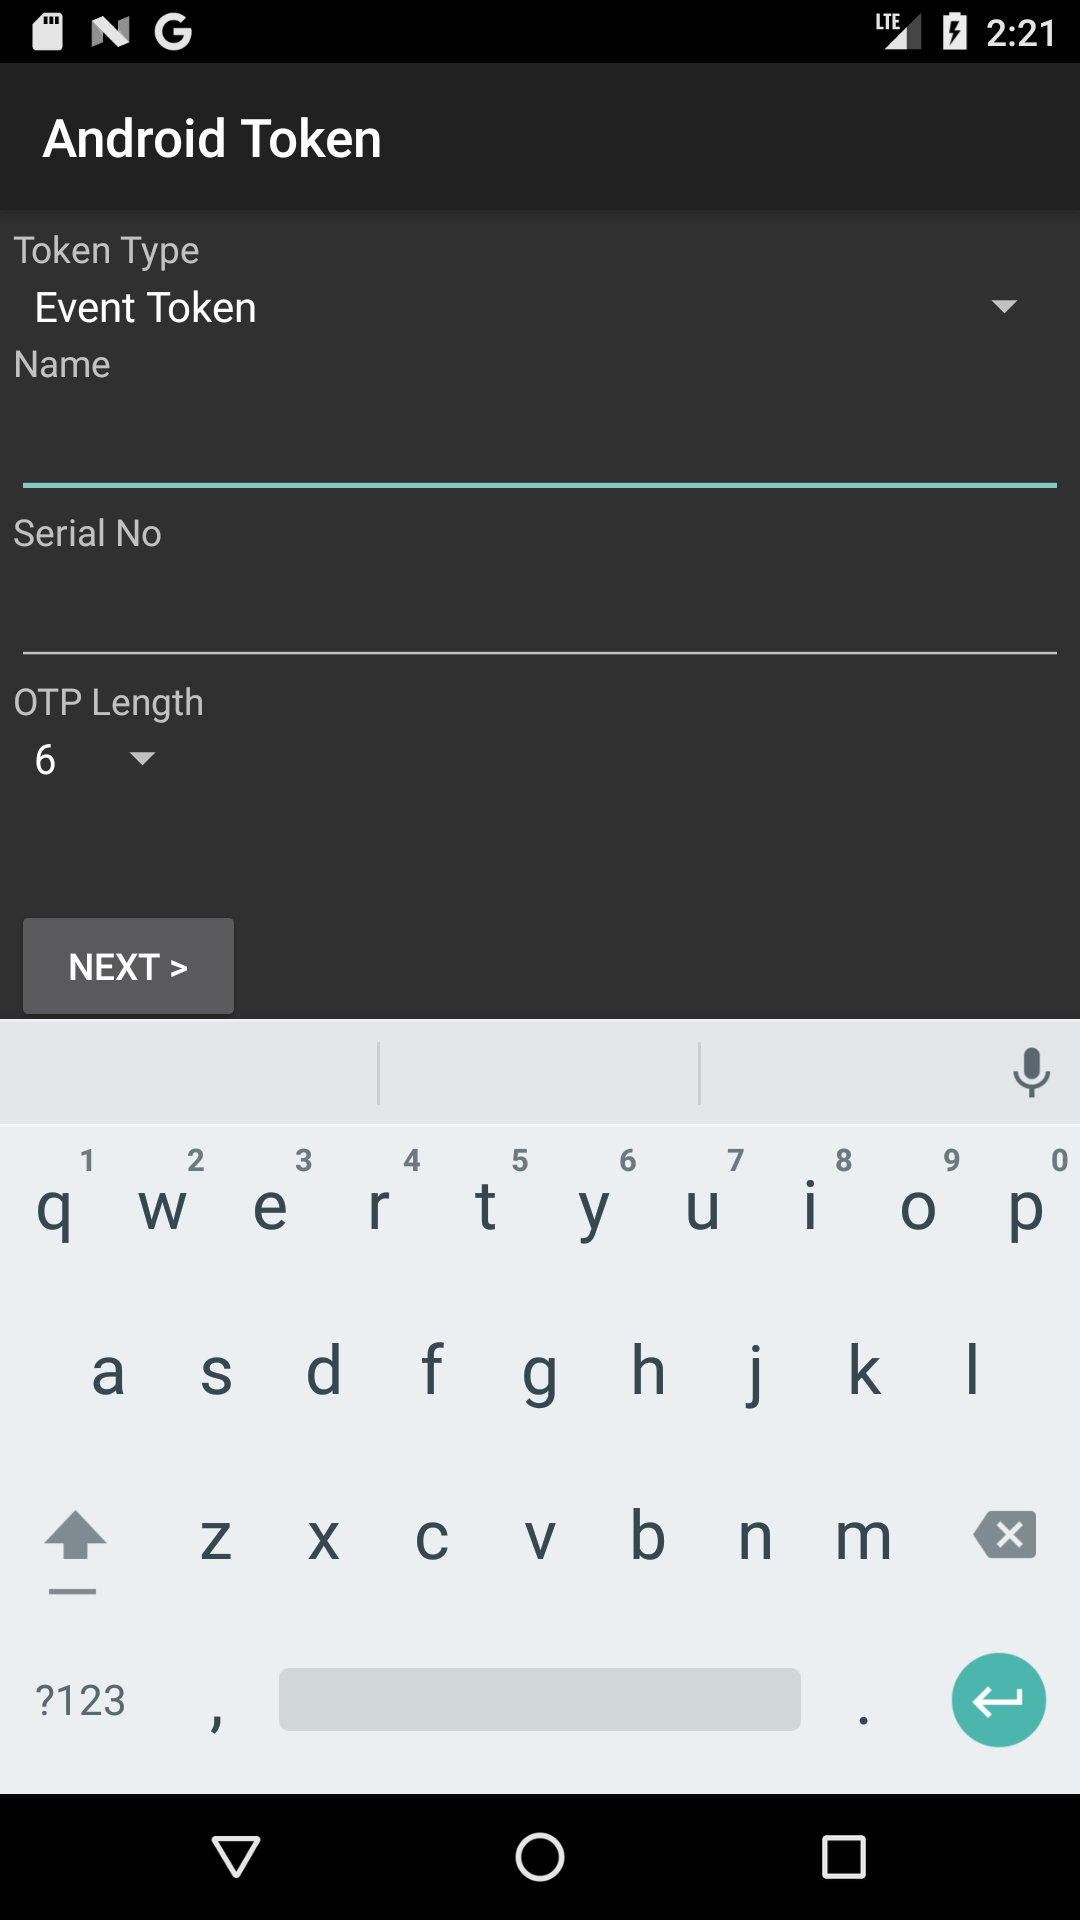 LTE 2:21
Android Token
Token Type
Event Token
Name
Serial No
OTP Length
6
NEXT >
1 2 3 4 5 6 7 8 9 0
q w e r t y u i o p
a s d f g h j k l
z x c v b n m
?123 , .